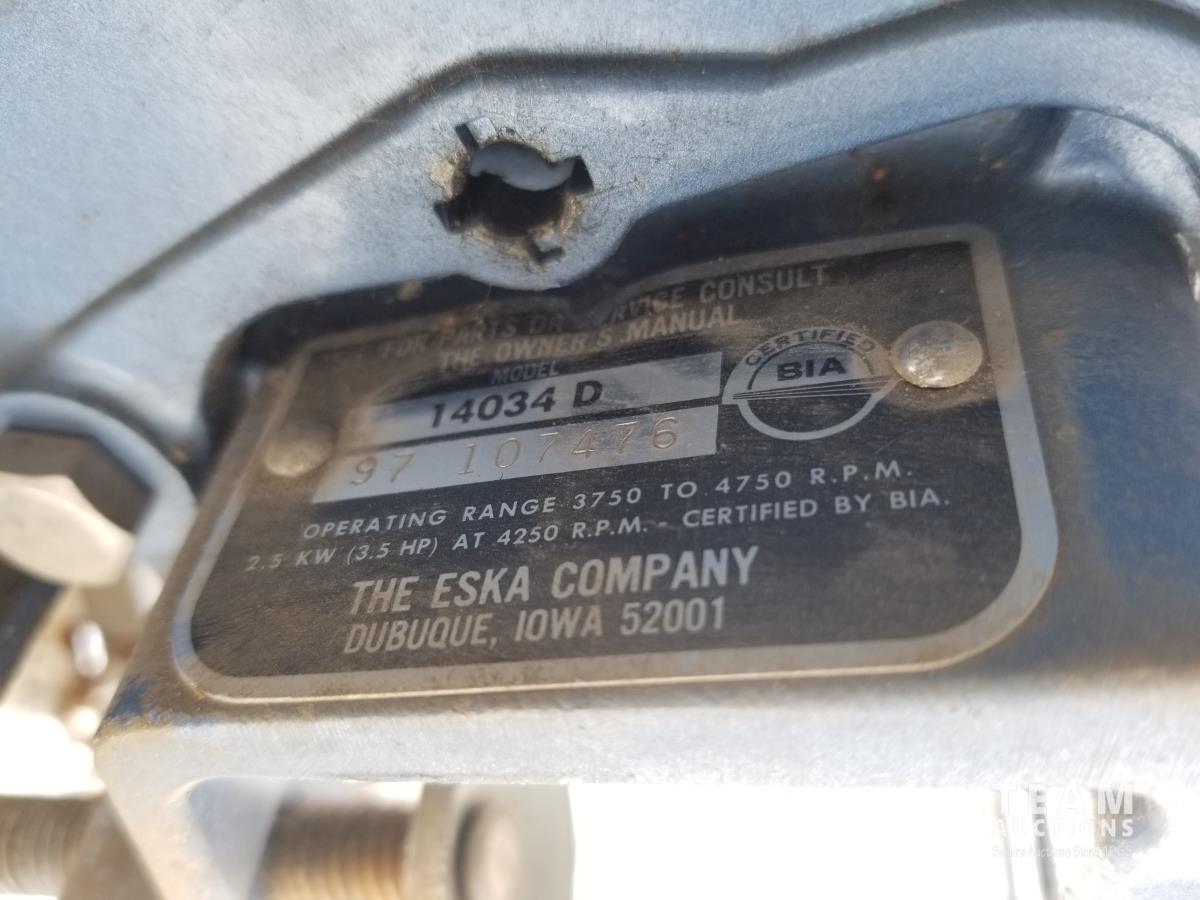 FOR PARTS OR SERVICE CONSULT
THE OWNER'S MANUAL
MODEL
14034 D
97 107476
CERTIFIED
BIA
OPERATING RANGE 3750 TO 4750 R.P.M.
2.5 KW (3.5 HP) AT 4250 R.P.M. - CERTIFIED BY BIA.
THE ESKA COMPANY
DUBUQUE, IOWA 52001
TEAM
AUCTIONS